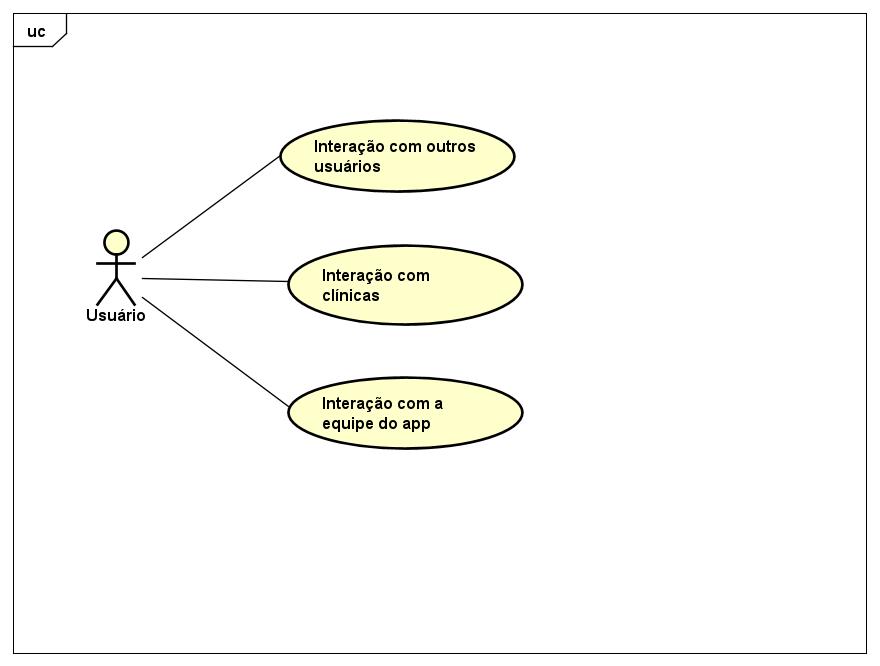 uc
Interação com outros
usuários
Interação com
clínicas
Usuário
Interação com a
equipe do app